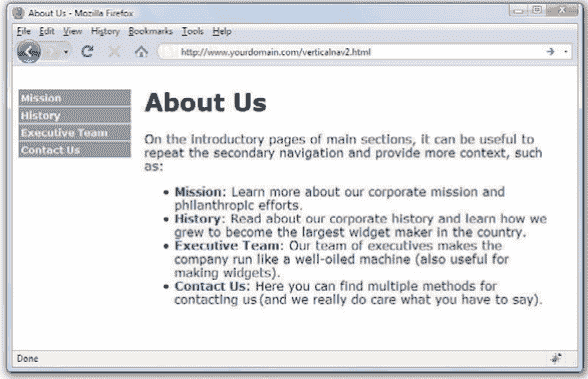 About Us - Mozilla Firefox
File Edit View History Bookmarks Tools Help
http://www.yourdomain.com/verticalnav2.html
Mission
History
Executive Team
Contact Us
About Us
On the introductory pages of main sections, it can be useful to
repeat the secondary navigation and provide more context, such
as:
• Mission: Learn more about our corporate mission and
philanthropic efforts.
• History: Read about our corporate history and learn how we
grew to become the largest widget maker in the country.
• Executive Team: Our team of executives makes the
company run like a well-oiled machine (also useful for
making widgets).
• Contact Us: Here you can find multiple methods for
contacting us (and we really do care what you have to say).
Done